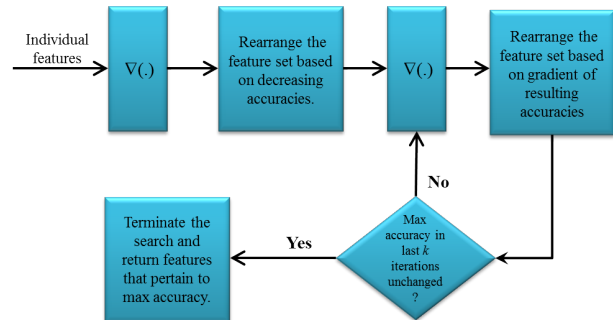 Individual
features
∇(.)
Rearrange the
feature set based
on decreasing
accuracies.
∇(.)
Rearrange the
feature set based
on gradient of
resulting
accuracies
No
Max
accuracy in
last k
iterations
unchanged
?
Yes
Terminate the
search and
return features
that pertain to
max accuracy.